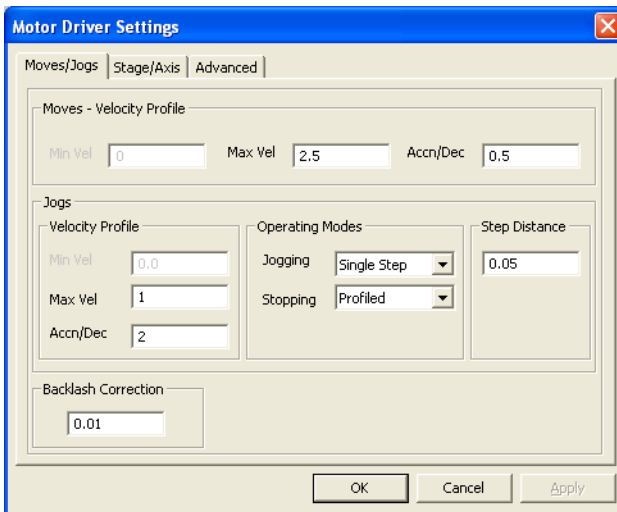 Motor Driver Settings
Moves/Jogs Stage/Axis Advanced
Moves - Velocity Profile
Min Vel 0 Max Vel 2.5 Accn/Dec 0.5
Jogs
Velocity Profile
Min Vel 0.0
Max Vel 1
Accn/Dec 2
Operating Modes
Jogging Single Step
Stopping Profiled
Step Distance
0.05
Backlash Correction
0.01
OK Cancel Apply